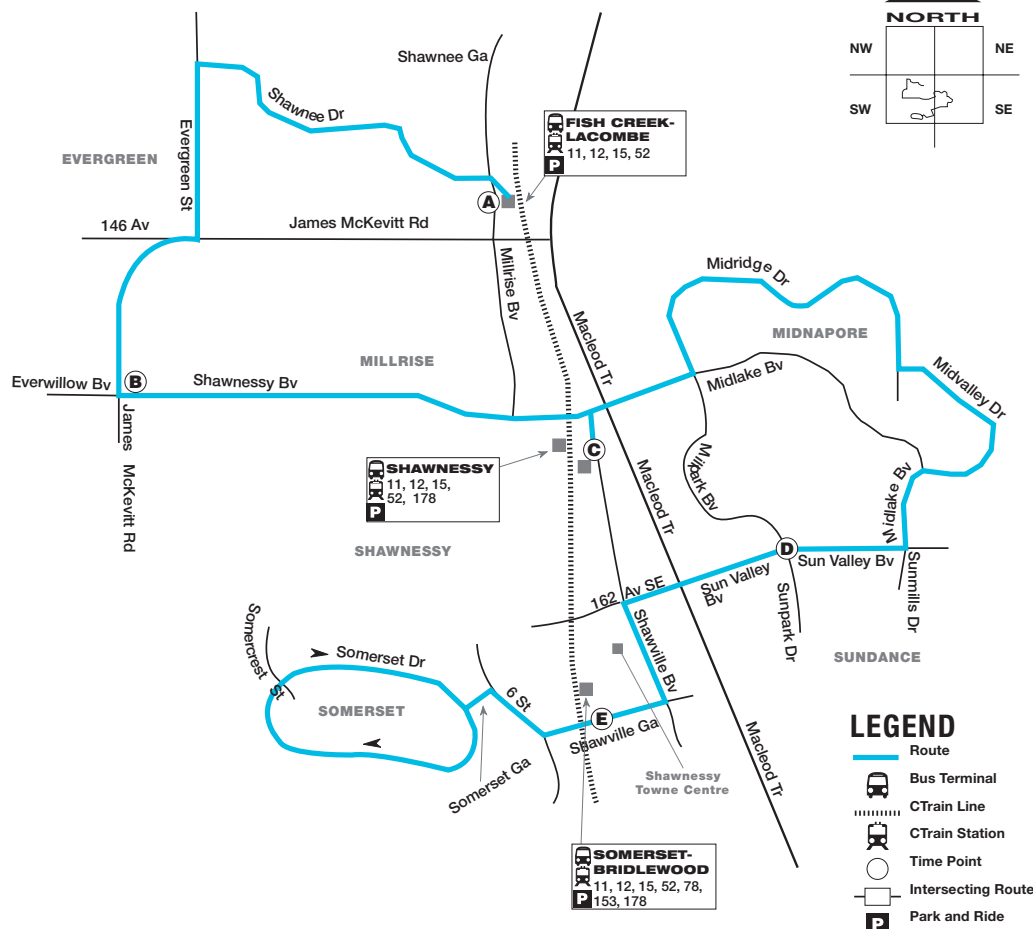 NORTH
NW
NE
SW
SE
Shawnee Ga
Shawnee Dr
FISH CREEK-
LACOMBE
11, 12, 15, 52
P
EVERGREEN
Evergreen St
A
146 Av
James McKevitt Rd
Millrise Bv
Midridge Dr
MIDNAPORE
Macleod Tr
MILLRISE
Everwillow Bv
B
Shawnessy Bv
Midlake Bv
Midvalley Dr
James McKevitt Rd
C
SHAWNESSY
11, 12, 15,
52, 178
P
Millpark Bv
Macleod Tr
Midlake Bv
SHAWNESSY
D
Sun Valley Bv
Sun Valley
Bv
162 Av SE
Sunpark Dr
Sunmills Dr
SUNDANCE
Somercrest St
Somerset Dr
Shawville Bv
SOMERSET
6 St
E
Shawville Ga
Somerset Ga
Macleod Tr
Shawnessy
Towne Centre
SOMERSET-
BRIDLEWOOD
11, 12, 15, 52, 78,
153, 178
P
LEGEND
Route
Bus Terminal
CTrain Line
CTrain Station
Time Point
Intersecting Route
P
Park and Ride